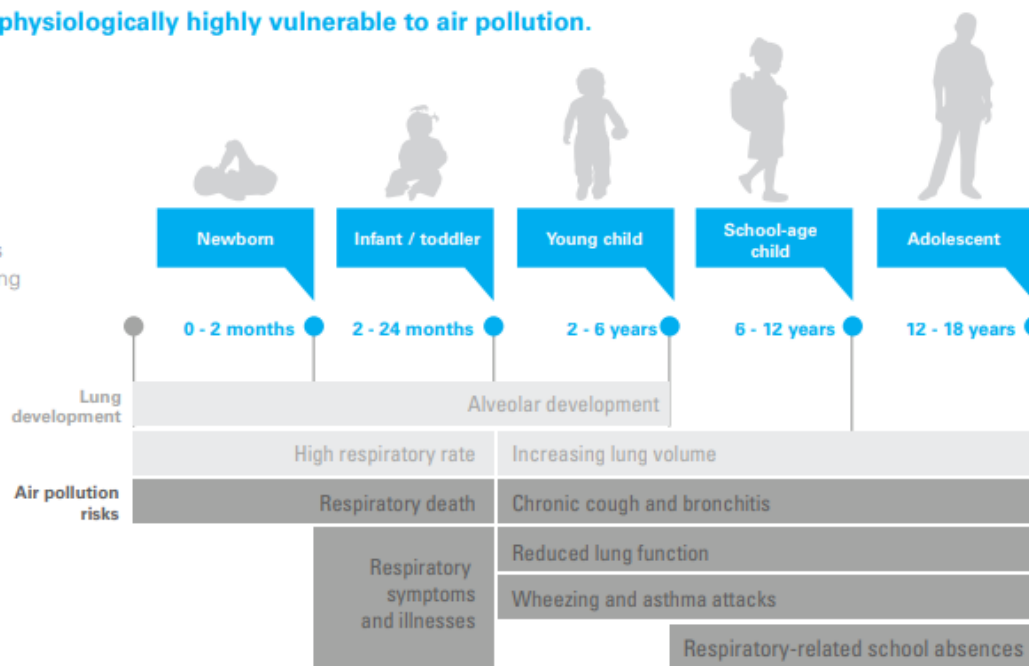 physiologically highly vulnerable to air pollution.
Newborn
Infant / toddler
Young child
School-age
child
Adolescent
0 - 2 months
2 - 24 months
2 - 6 years
6 - 12 years
12 - 18 years
Lung
development
Alveolar development
High respiratory rate
Increasing lung volume
Air pollution
risks
Respiratory death
Chronic cough and bronchitis
Respiratory
symptoms
and illnesses
Reduced lung function
Wheezing and asthma attacks
Respiratory-related school absences